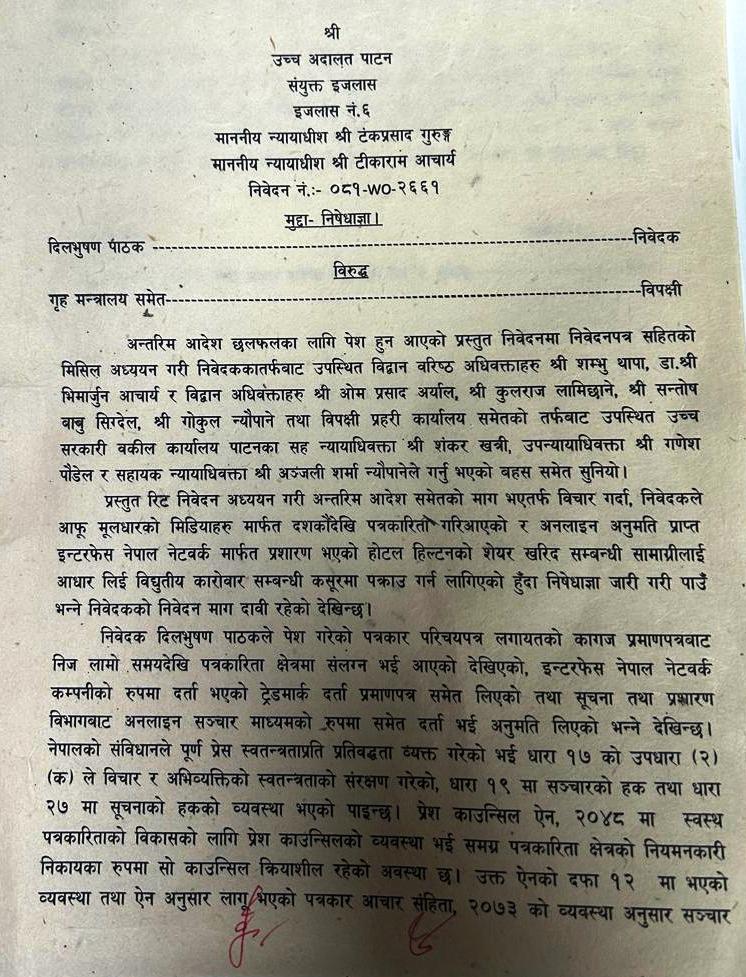 श्री
उच्च अदालत पाटन
संयुक्त इजलास
इजलास नं.६
माननीय न्यायाधीश श्री टंकप्रसाद गुरुङ्ग
माननीय न्यायाधीश श्री टीकाराम आचार्य
निवेदन नं.:- ०८१-WO-२६६१
मुद्दा- निषेधाज्ञा।
दिलभुषण पाठक ----------------------------------------------------------------निवेदक
विरुद्ध
गृह मन्त्रालय समेत----------------------------------------------------------------विपक्षी
अन्तरिम आदेश छलफलका लागि पेश हुन आएको प्रस्तुत निवेदनमा निवेदनपत्र सहितको
मिसिल अध्ययन गरी निवेदककातर्फबाट उपस्थित विद्वान वरिष्ठ अधिवक्ताहरु श्री शम्भु थापा, डा.श्री
भिमार्जुन आचार्य र विद्वान अधिवक्ताहरु श्री ओम प्रसाद अर्याल, श्री कुलराज लामिछाने, श्री सन्तोष
बाबु सिग्देल, श्री गोकुल न्यौपाने तथा विपक्षी प्रहरी कार्यालय समेतको तर्फबाट उपस्थित उच्च
सरकारी वकील कार्यालय पाटनका सह न्यायाधिवक्ता श्री शंकर खत्री, उपन्यायाधिवक्ता श्री गणेश
पौडेल र सहायक न्यायाधिवक्ता श्री अञ्जली शर्मा न्यौपानेले गर्नु भएको बहस समेत सुनियो।
प्रस्तुत रिट निवेदन अध्ययन गरी अन्तरिम आदेश समेतको माग भएतर्फ विचार गर्दा, निवेदकले
आफू मूलधारको मिडियाहरु मार्फत दशकौंदेखि पत्रकारिता गरिआएको र अनलाइन अनुमति प्राप्त
इन्टरफेस नेपाल नेटवर्क मार्फत प्रशारण भएको होटल हिल्टनको शेयर खरिद सम्बन्धी सामाग्रीलाई
आधार लिई विद्युतीय कारोबार सम्बन्धी कसूरमा पक्राउ गर्न लागिएको हुँदा निषेधाज्ञा जारी गरी पाउँ
भन्ने निवेदकको निवेदन माग दावी रहेको देखिन्छ।
निवेदक दिलभुषण पाठकले पेश गरेको पत्रकार परिचयपत्र लगायतको कागज प्रमाणपत्रबाट
निज लामो समयदेखि पत्रकारिता क्षेत्रमा संलग्न भई आएको देखिएको, इन्टरफेस नेपाल नेटवर्क
कम्पनीको रुपमा दर्ता भएको ट्रेडमार्क दर्ता प्रमाणपत्र समेत लिएको तथा सूचना तथा प्रशारण
विभागबाट अनलाइन सञ्चार माध्यमको रुपमा समेत दर्ता भई अनुमति लिएको भन्ने देखिन्छ।
नेपालको संविधानले पूर्ण प्रेस स्वतन्त्रताप्रति प्रतिवद्धता व्यक्त गरेको भई धारा १७ को उपधारा (२)
(क) ले विचार र अभिव्यक्तिको स्वतन्त्रताको संरक्षण गरेको, धारा १९ मा सञ्चारको हक तथा धारा
२७ मा सूचनाको हकको व्यवस्था भएको पाइन्छ। प्रेश काउन्सिल ऐन, २०४८ मा स्वस्थ
पत्रकारिताको विकासको लागि प्रेश काउन्सिलको व्यवस्था भई समग्र पत्रकारिता क्षेत्रको नियमनकारी
निकायका रुपमा सो काउन्सिल क्रियाशील रहेको अवस्था छ। उक्त ऐनको दफा १२ मा भएको
व्यवस्था तथा ऐन अनुसार लागू भएको पत्रकार आचार संहिता, २०७३ को व्यवस्था अनुसार सञ्चार